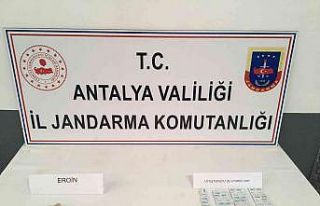 T.C.
ANTALYA VALİLİĞİ
İL JANDARMA KOMUTANLIĞI
EROİN